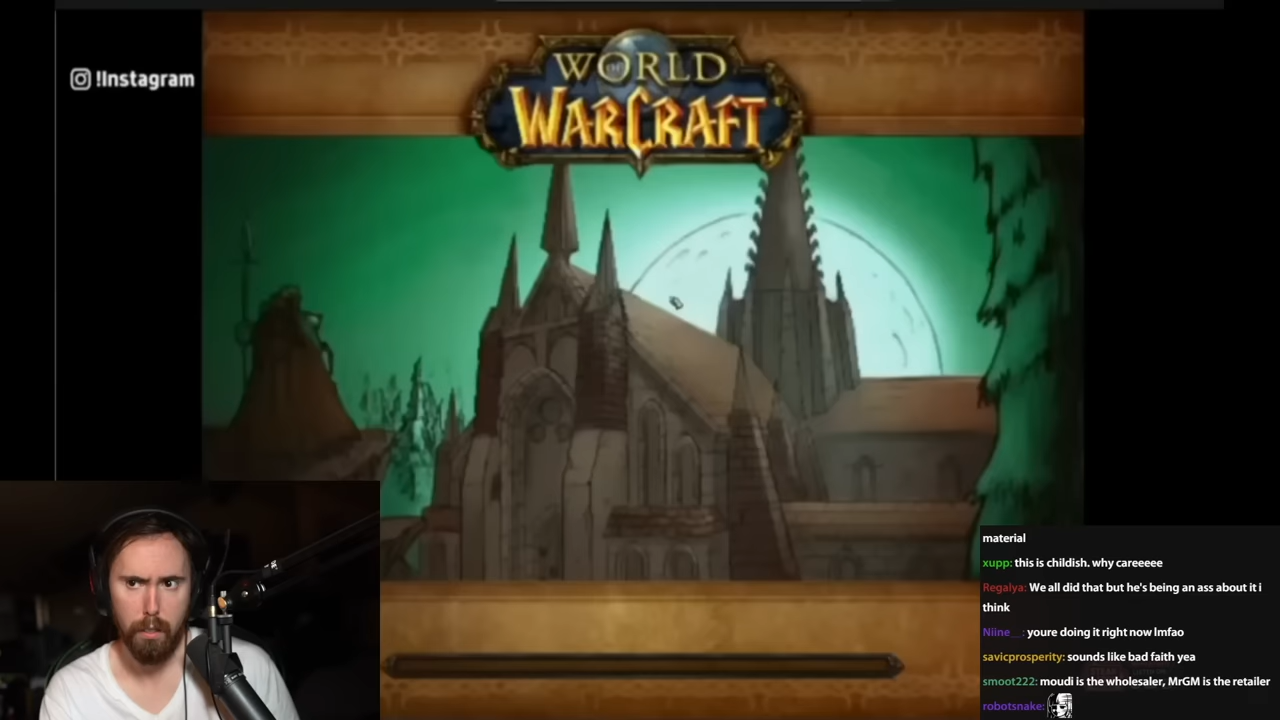 !Instagram
WORLD
OF
WARCRAFT
material
xupp: this is childish. why careeeee
Regalya: We all did that but he's being an ass about it i
think
Niine__: youre doing it right now lmfao
savicprosperity: sounds like bad faith yea
smoot222: moudi is the wholesaler, MrGM is the retailer
robotsnake: